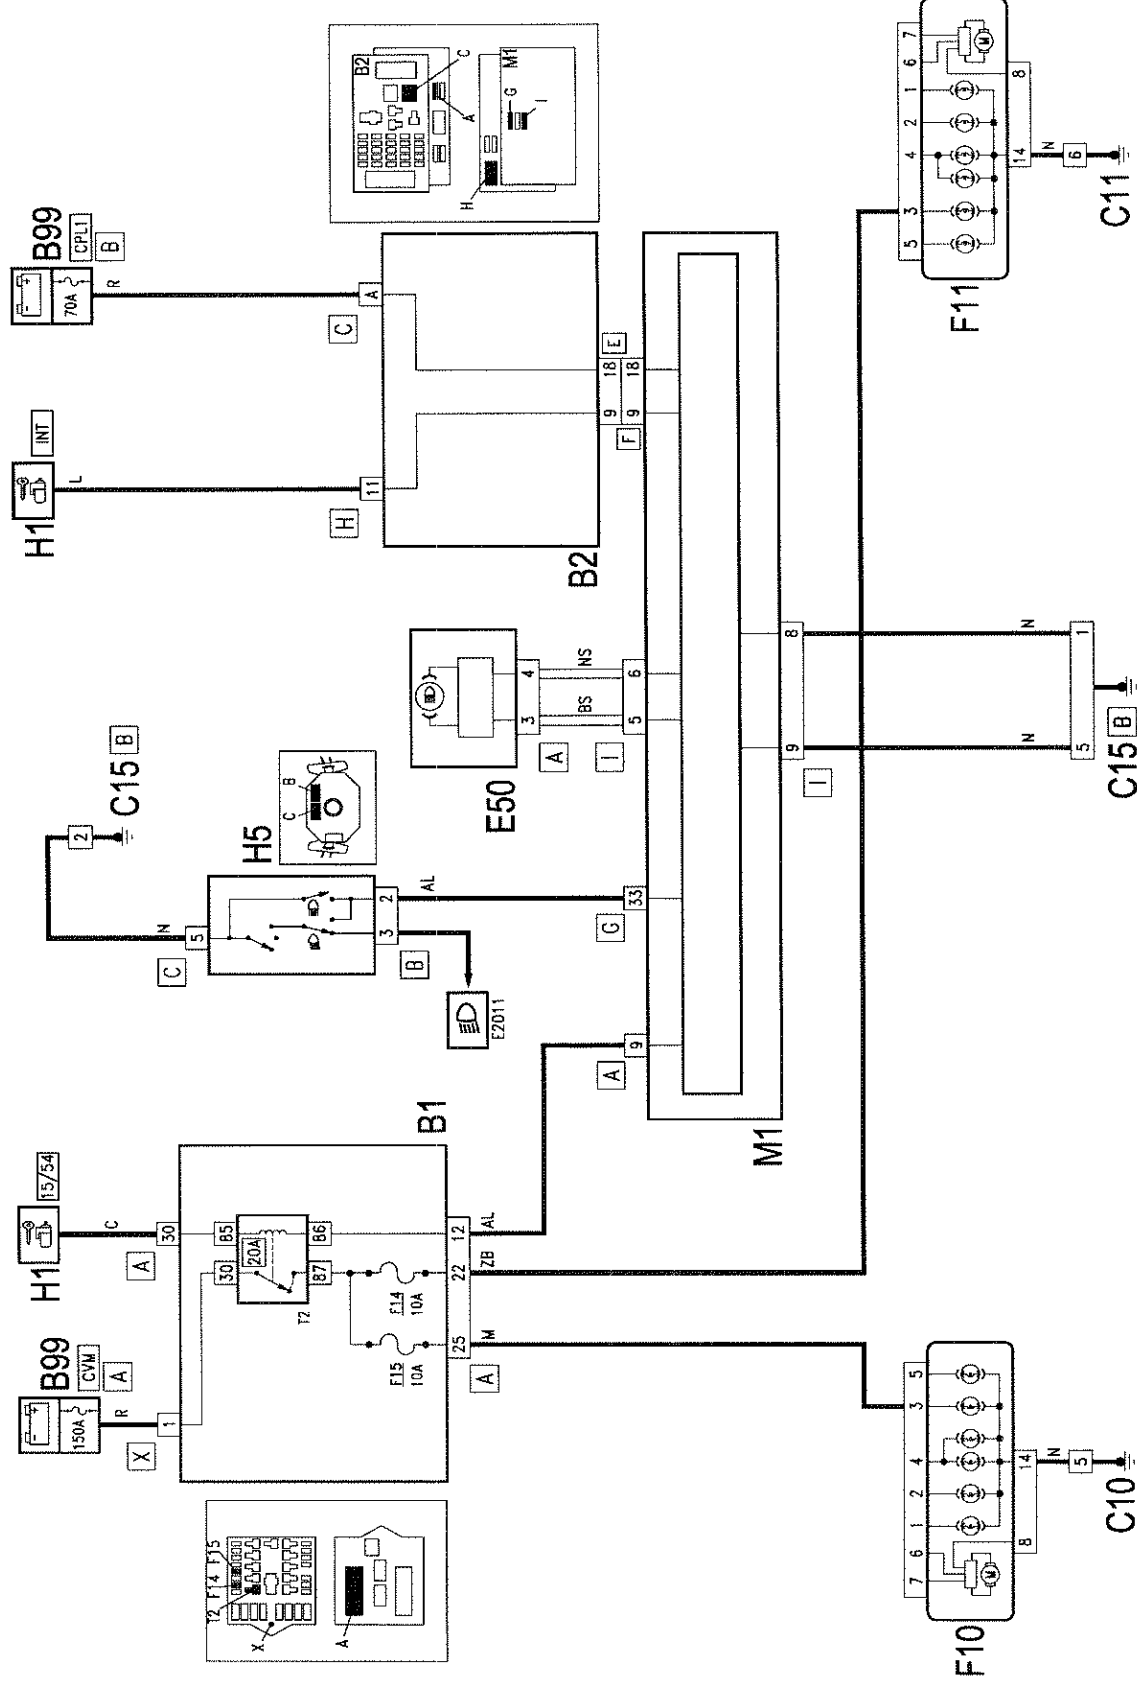 B99
CVM
A
150A
R
X
1
H1
15/54
C
A
30
T2
F14
F15
X
A
30
85
20A
87
86
T2
F15
10A
F14
10A
25
22
12
A
M
ZB
AL
B1
C15
B
2
N
C
5
H5
C
B
3
2
B
AL
E2011
A
9
G
33
E50
3
4
A
BS
NS
I
5
6
H1
INT
L
H
11
B99
CPL1
B
70A
R
C
A
B2
9
18
E
F
9
18
B2
C
A
H
G
M1
I
M1
I
9
8
N
N
5
1
C15
B
F10
7
6
1
2
4
3
5
M
8
14
N
5
C10
F11
5
3
4
2
1
6
7
M
14
8
N
6
C11